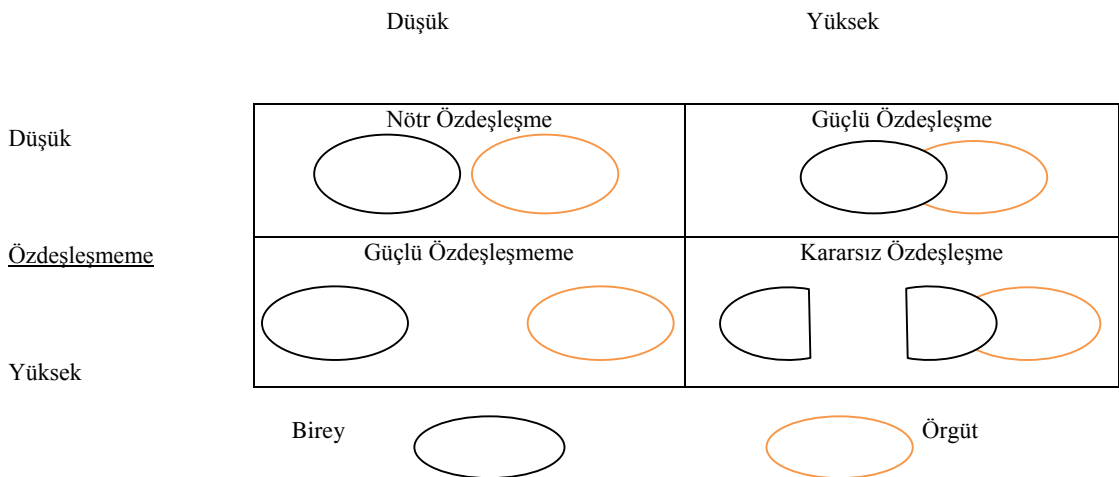 Düşük Yüksek
Düşük
Nötr Özdeşleşme Güçlü Özdeşleşme
Özdeşleşmeme
Güçlü Özdeşleşmeme Kararsız Özdeşleşme
Yüksek
Birey Örgüt